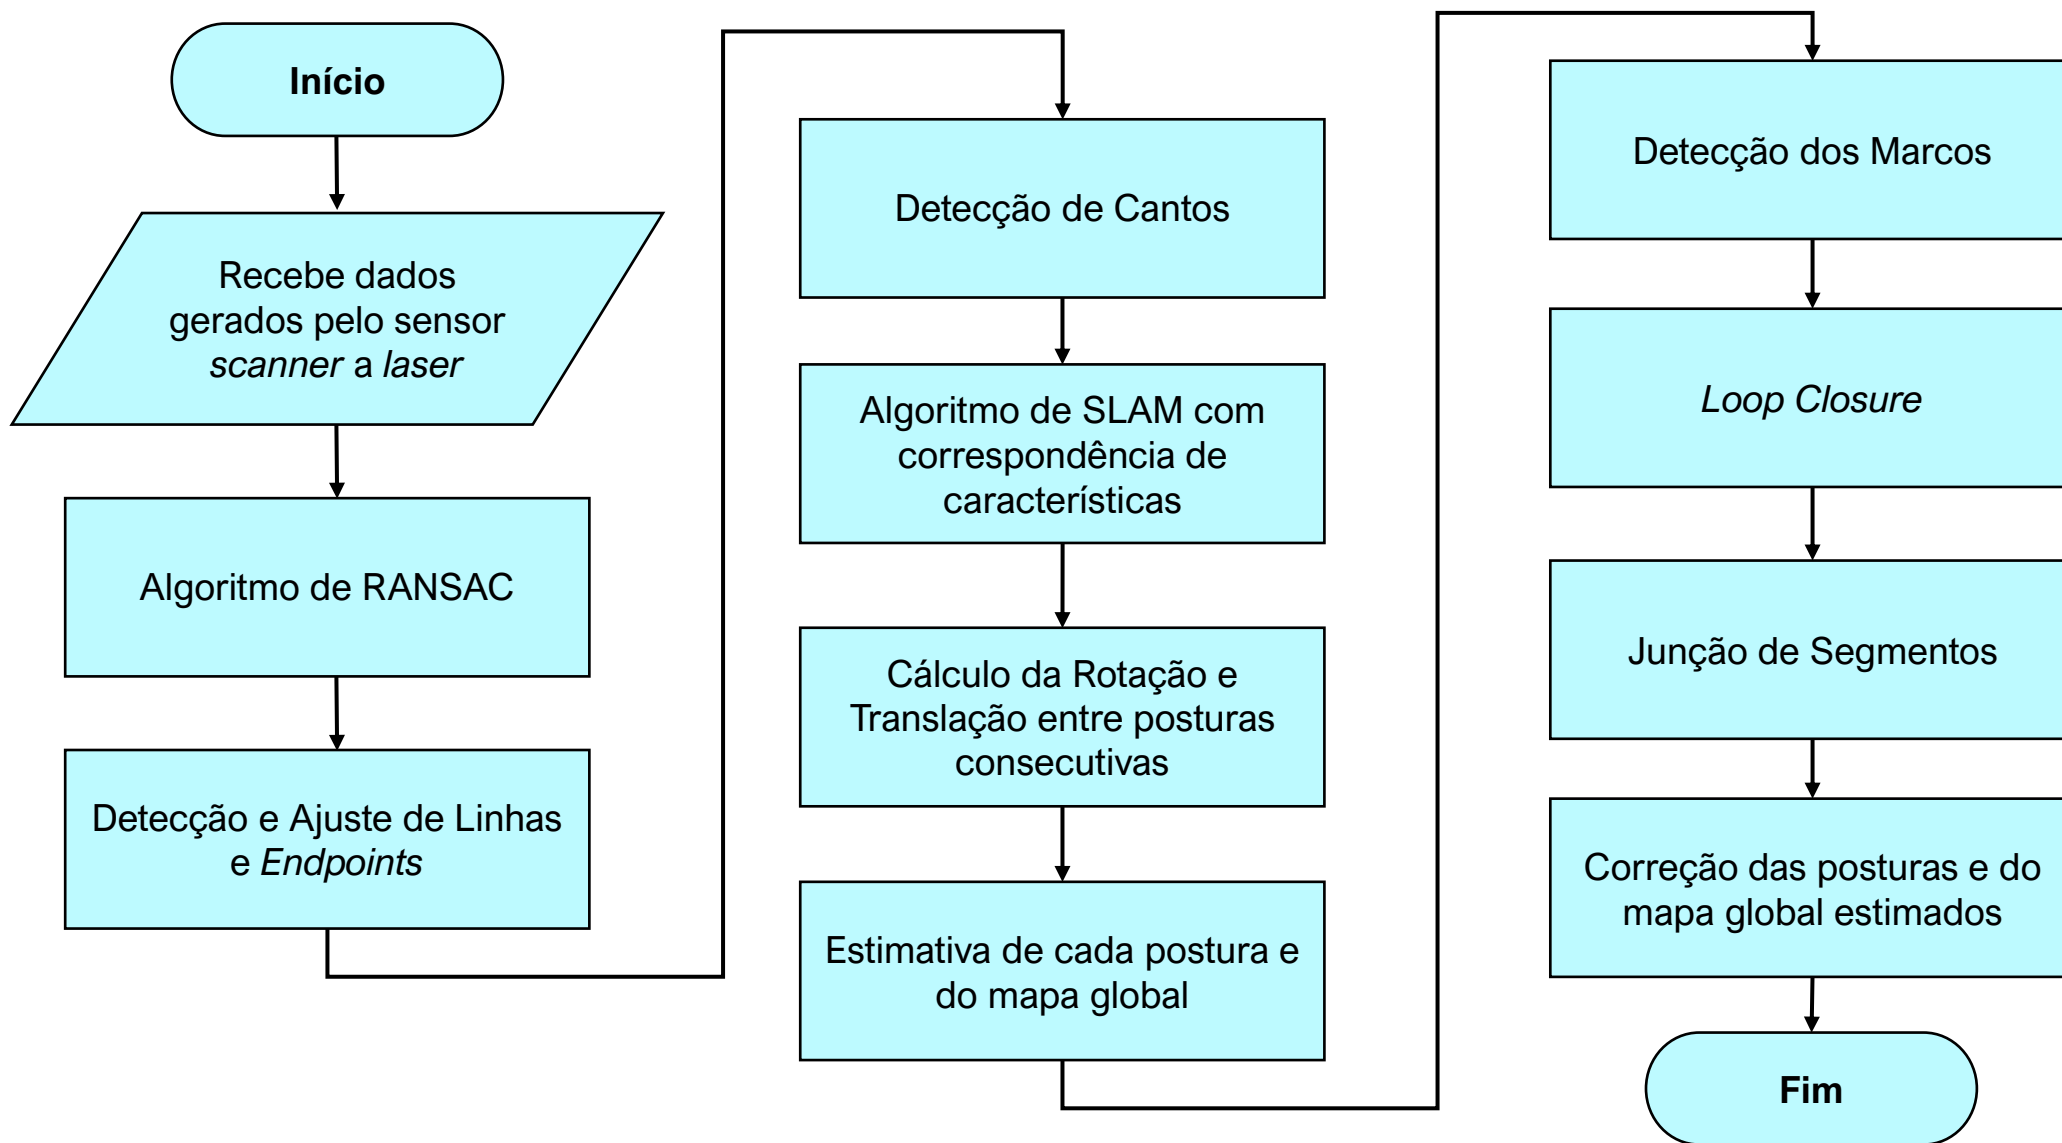 Início
Recebe dados
gerados pelo sensor
scanner a laser
Algoritmo de RANSAC
Detecção e Ajuste de Linhas
e Endpoints
Detecção de Cantos
Algoritmo de SLAM com
correspondência de
características
Cálculo da Rotação e
Translação entre posturas
consecutivas
Estimativa de cada postura e
do mapa global
Detecção dos Marcos
Loop Closure
Junção de Segmentos
Correção das posturas e do
mapa global estimados
Fim